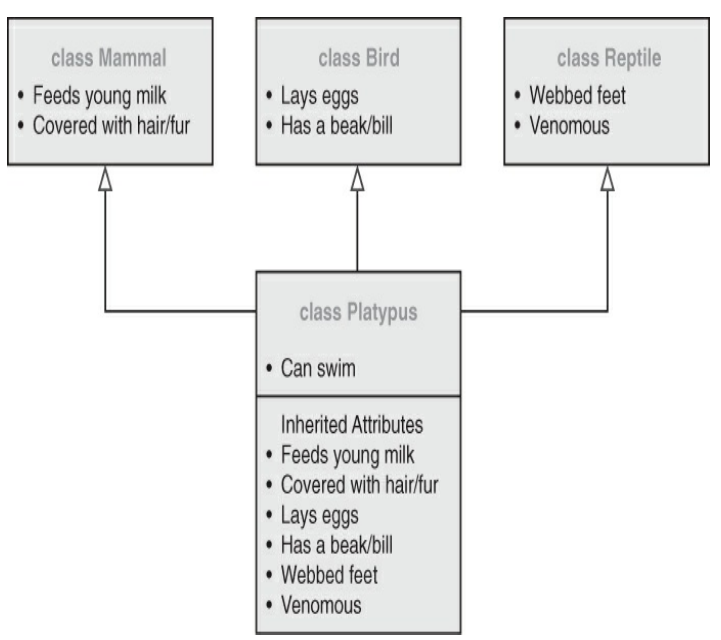 class Mammal
• Feeds young milk
• Covered with hair/fur
class Bird
• Lays eggs
• Has a beak/bill
class Reptile
• Webbed feet
• Venomous
class Platypus
• Can swim
Inherited Attributes
• Feeds young milk
• Covered with hair/fur
• Lays eggs
• Has a beak/bill
• Webbed feet
• Venomous